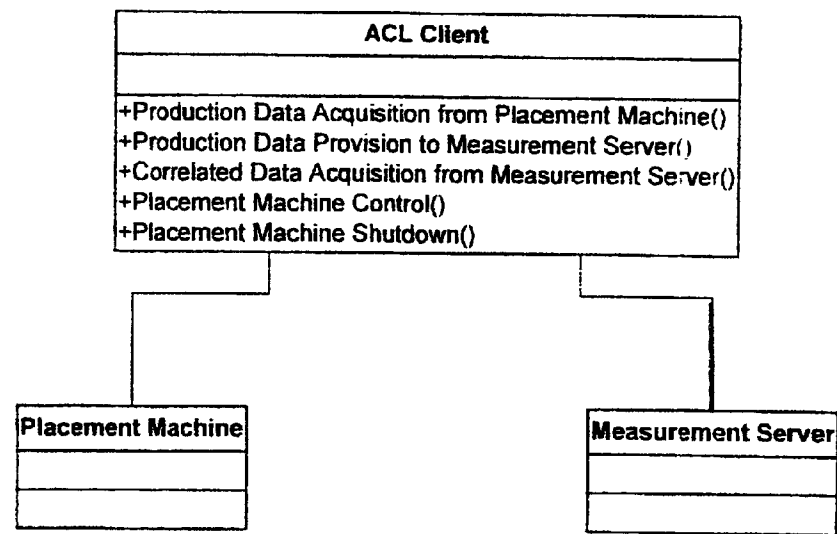 ACL Client
+Production Data Acquisition from Placement Machine()
+Production Data Provision to Measurement Server()
+Correlated Data Acquisition from Measurement Server()
+Placement Machine Control()
+Placement Machine Shutdown()
Placement Machine
Measurement Server